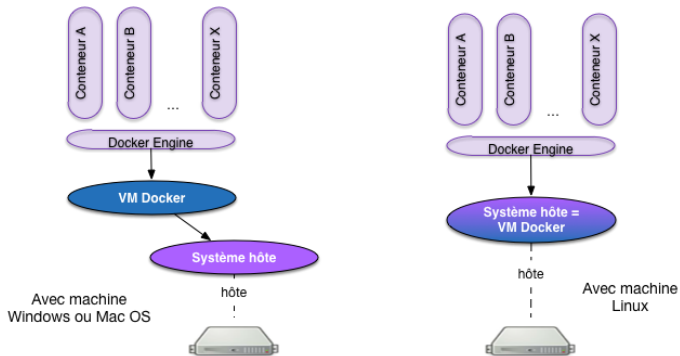 Conteneur A
Conteneur B
...
Conteneur X
Docker Engine
VM Docker
Système hôte
hôte
Avec machine
Windows ou Mac OS
Conteneur A
Conteneur B
...
Conteneur X
Docker Engine
Système hôte =
VM Docker
hôte
Avec machine
Linux